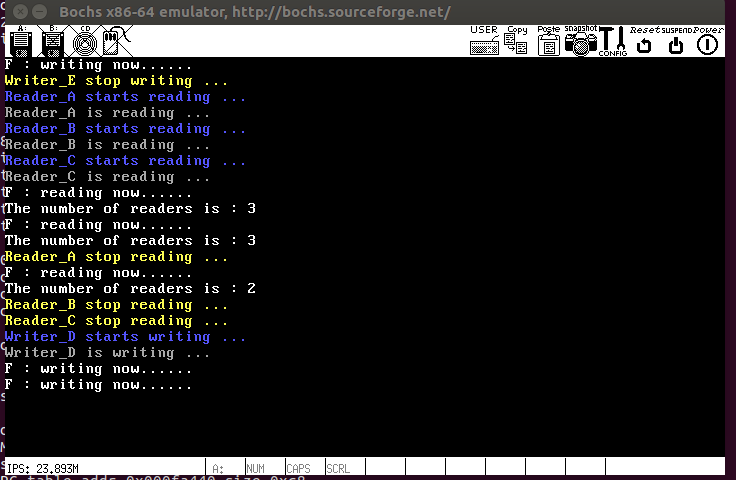 Bochs x86-64 emulator, http://bochs.sourceforge.net/
A: B: CD USER Copy Paste snapshot CONFIG Reset SUSPEND Power
F : writing now......
Writer_E stop writing ...
Reader_A starts reading ...
Reader_A is reading ...
Reader_B starts reading ...
Reader_B is reading ...
Reader_C starts reading ...
Reader_C is reading ...
F : reading now......
The number of readers is : 3
F : reading now......
The number of readers is : 3
Reader_A stop reading ...
F : reading now......
The number of readers is : 2
Reader_B stop reading ...
Reader_C stop reading ...
Writer_D starts writing ...
Writer_D is writing ...
F : writing now......
F : writing now......
IPS: 23.893M A: NUM CAPS SCRL